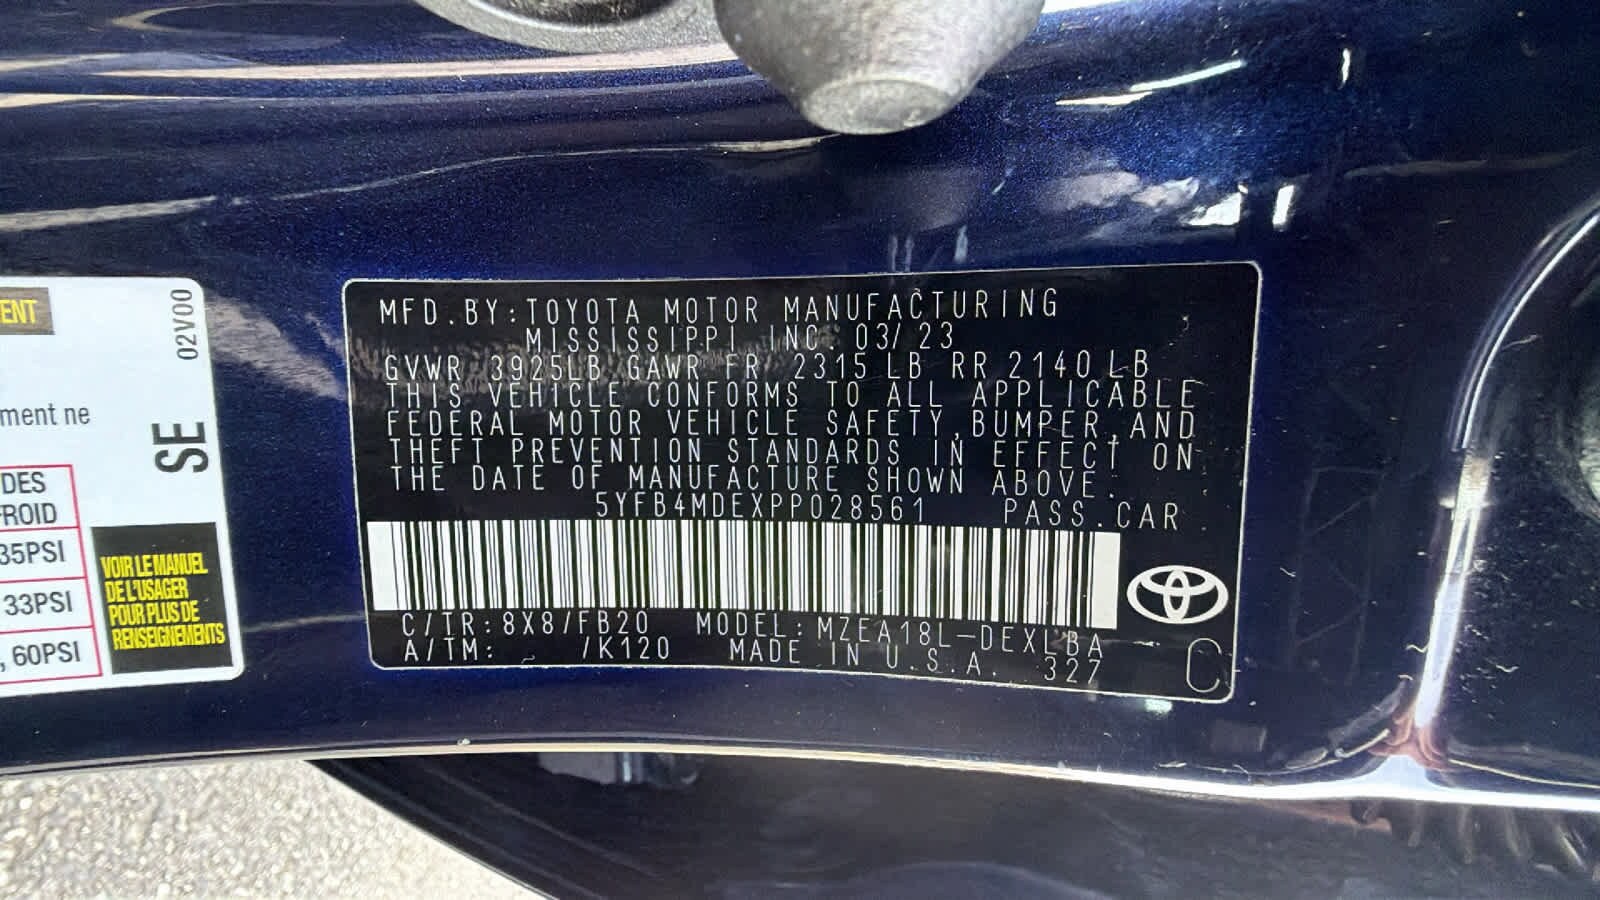 ENT
02V00
ment ne
SE
DES
FROID
35PSI
33PSI
, 60PSI
VOIR LE MANUEL
DE L'USAGER
POUR PLUS DE
RENSEIGNEMENTS
MFD.BY:TOYOTA MOTOR MANUFACTURING
MISSISSIPPI INC. 03/23
GVWR 3925LB GAWR FR 2315 LB RR 2140 LB
THIS VEHICLE CONFORMS TO ALL APPLICABLE
FEDERAL MOTOR VEHICLE SAFETY,BUMPER,AND
THEFT PREVENTION STANDARDS IN EFFECT ON
THE DATE OF MANUFACTURE SHOWN ABOVE.
5YFB4MDEXPP028561 PASS.CAR
C/TR:8X8/FB20 MODEL:MZEA18L-DEXLBA
A/TM: - /K120 MADE IN U.S.A. 327
C